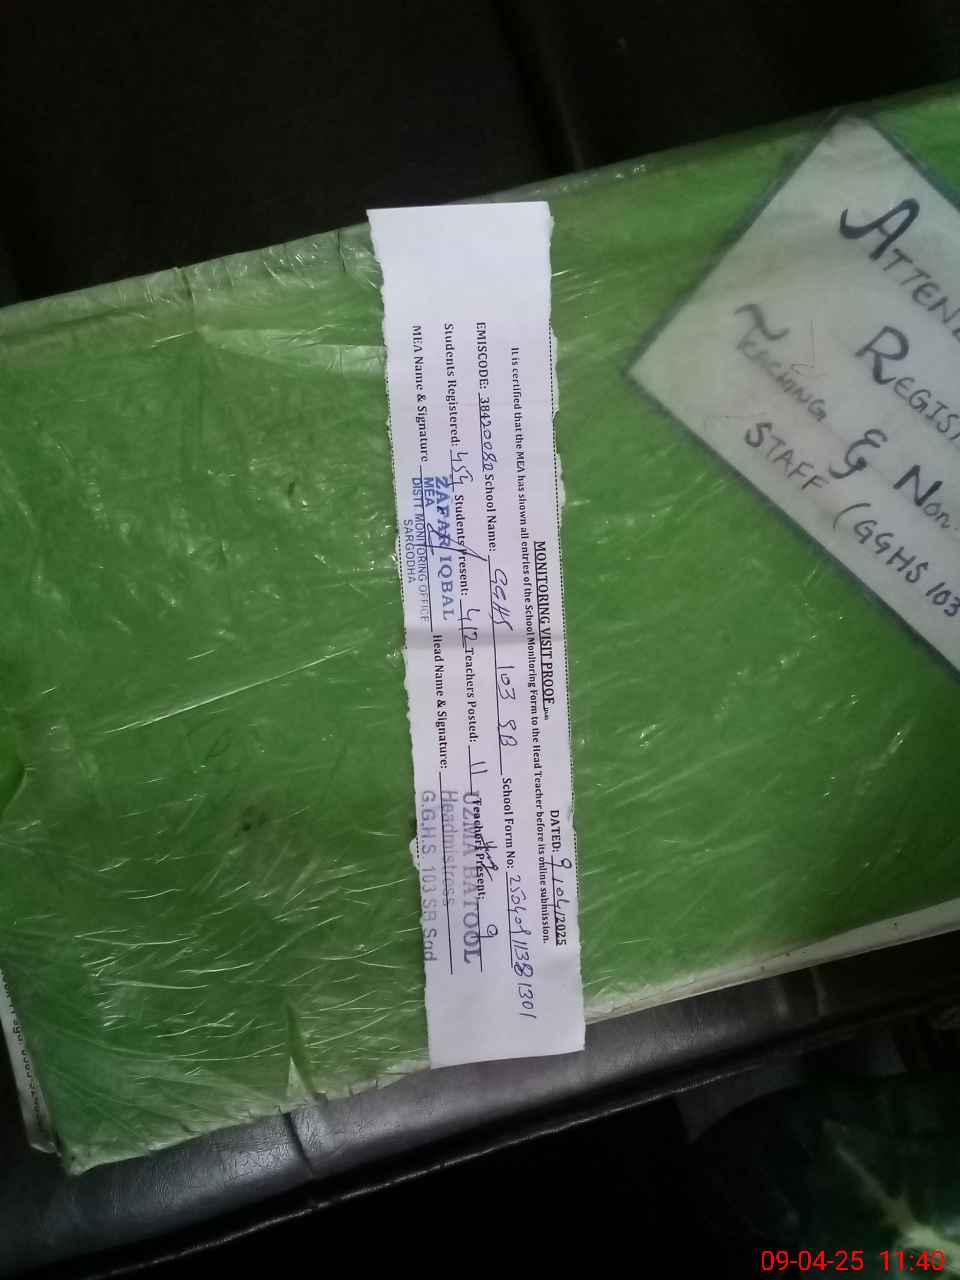 MONITORING VISIT PROOF
DATED: 9/04/2025
It is certified that the MEA has shown all entries of the School Monitoring Form to the Head Teacher before its online submission.
EMISCODE: 38420080 School Name: GGHS 103 SB School Form No:
Students Registered: 454 Students Present: 412 Teachers Posted: 11 Teachers Present: 9
MEA Name & Signature Head Name & Signature:
ZAFAR IQBAL
MEA
DISTT. MONITORING OFFICE
SARGODHA
UZMA BATOOL
Headmistress
G.G.H.S. 103 SB Sgd
ATTEND
REGIST
TEACHING & NON
STAFF (GGHS 103
09-04-25 11:40